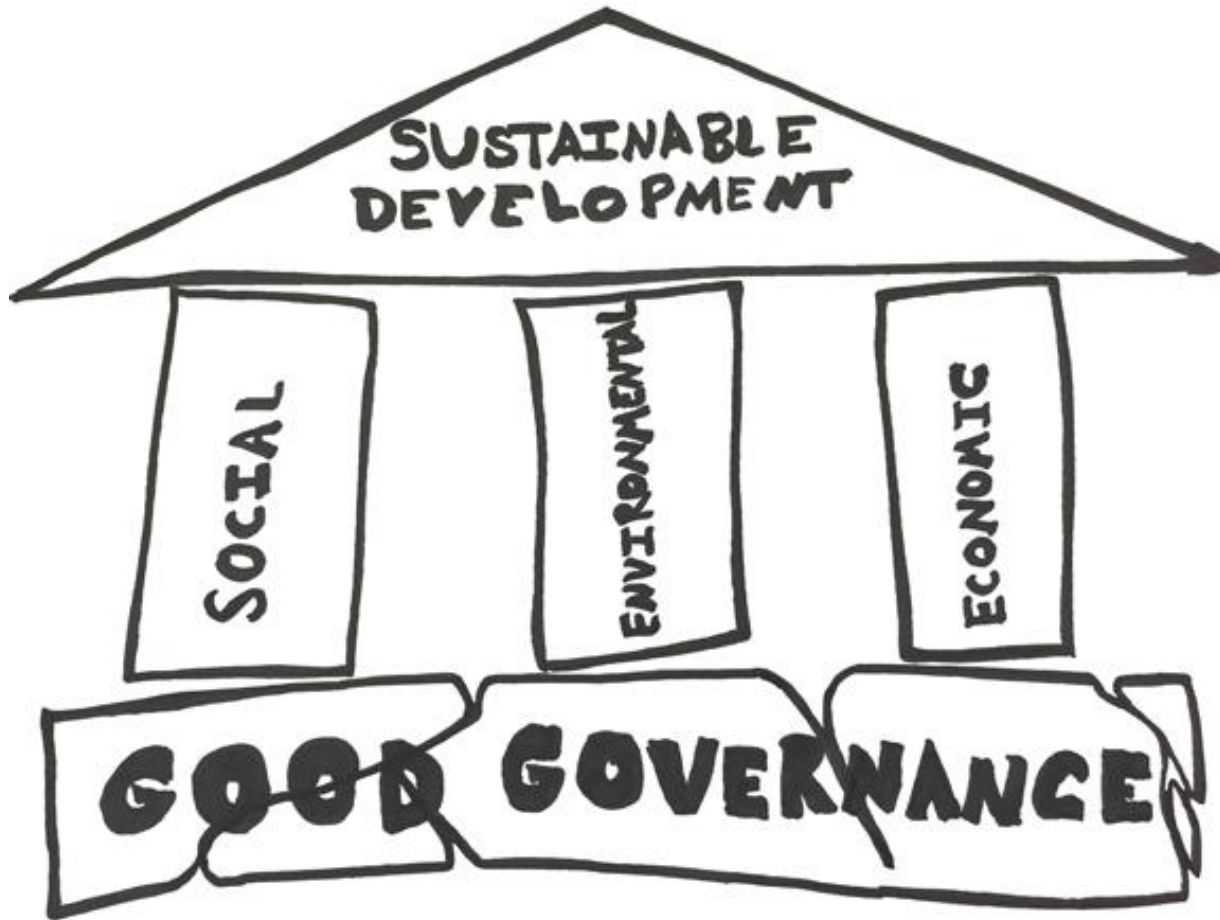 SUSTAINABLE
DEVELOPMENT
SOCIAL
ENVIRONMENTAL
ECONOMIC
GOOD GOVERNANCE